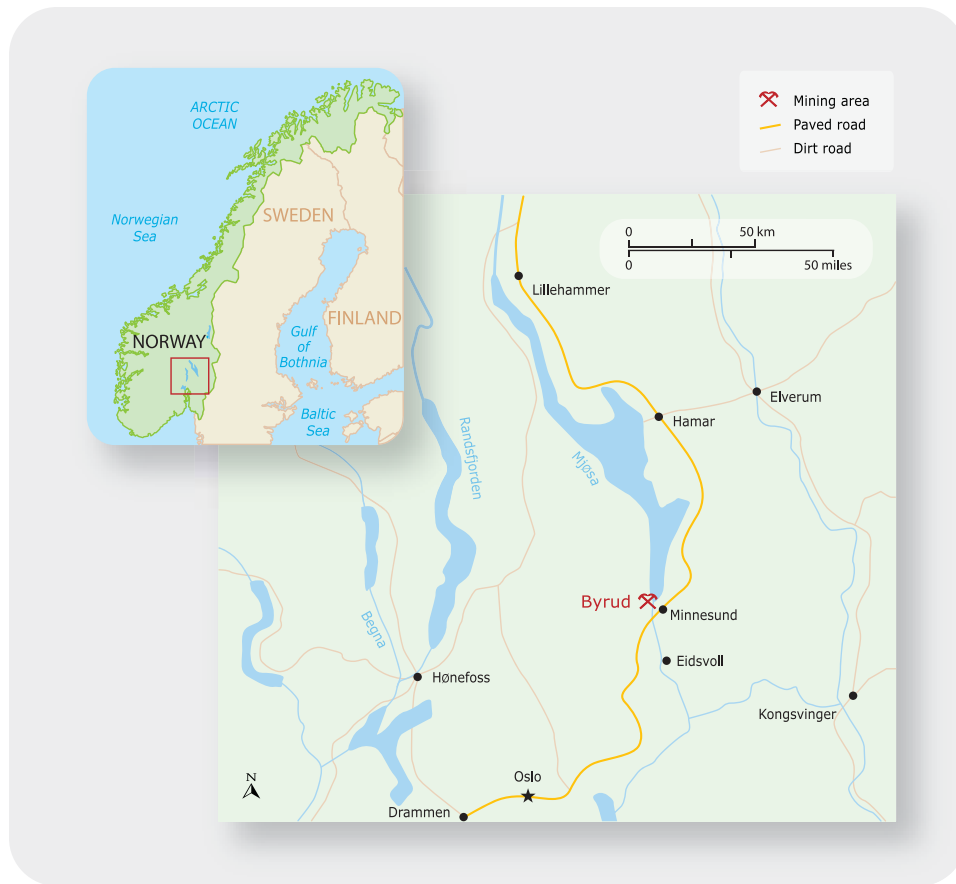 ARCTIC
OCEAN
Norwegian
Sea
SWEDEN
NORWAY
FINLAND
Gulf
of
Bothnia
Baltic
Sea
Mining area
Paved road
Dirt road
0 50 km
0 50 miles
Lillehammer
Elverum
Hamar
Randsfjorden
Mjøsa
Byrud
Minnesund
Begna
Eidsvoll
Hønefoss
Kongsvinger
N
Oslo
Drammen